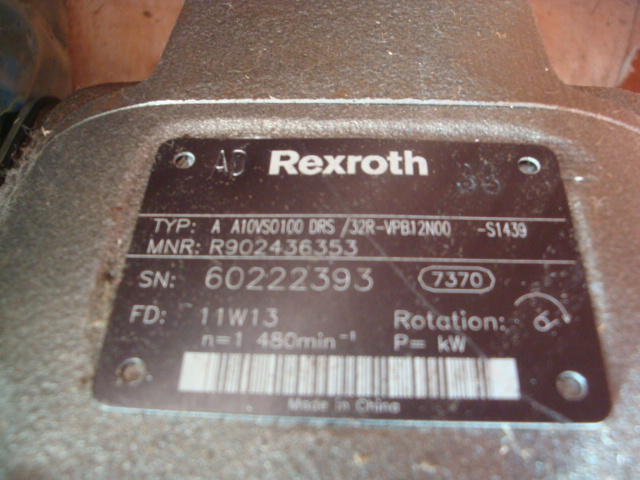 AD Rexroth 33
TYP: A A10VSO100 DRS /32R-VPB12N00 -S1439
MNR: R902436353
SN: 60222393 7370
FD: 11W13 Rotation:
n=1 480min⁻¹ P= kW
Made in China